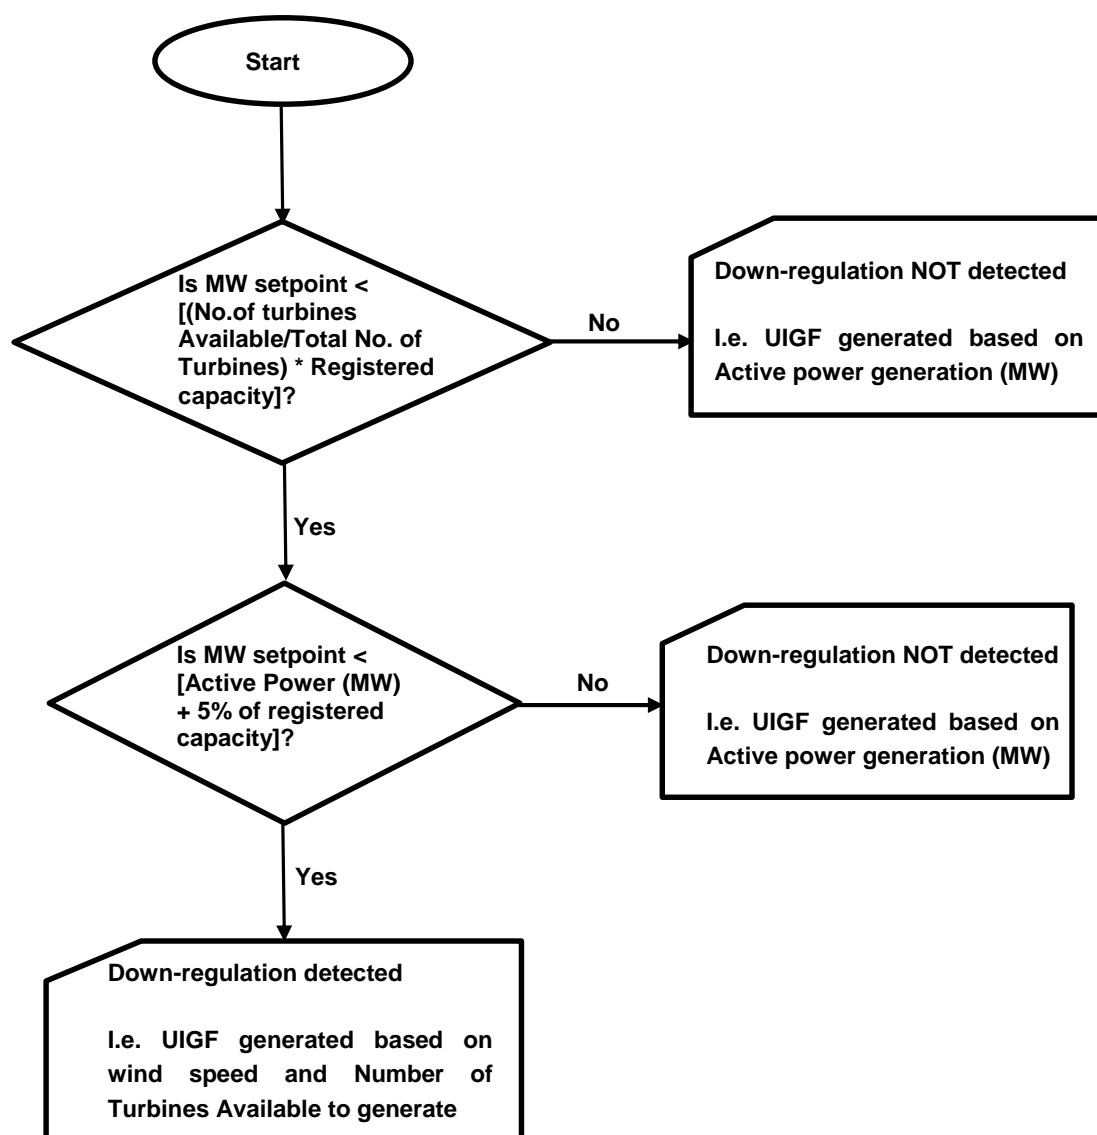 Start
Is MW setpoint <
[(No.of turbines
Available/Total No. of
Turbines) * Registered
capacity]?
No
Down-regulation NOT detected
I.e. UIGF generated based on
Active power generation (MW)
Yes
Is MW setpoint <
[Active Power (MW)
+ 5% of registered
capacity]?
No
Down-regulation NOT detected
I.e. UIGF generated based on
Active power generation (MW)
Yes
Down-regulation detected
I.e. UIGF generated based on
wind speed and Number of
Turbines Available to generate